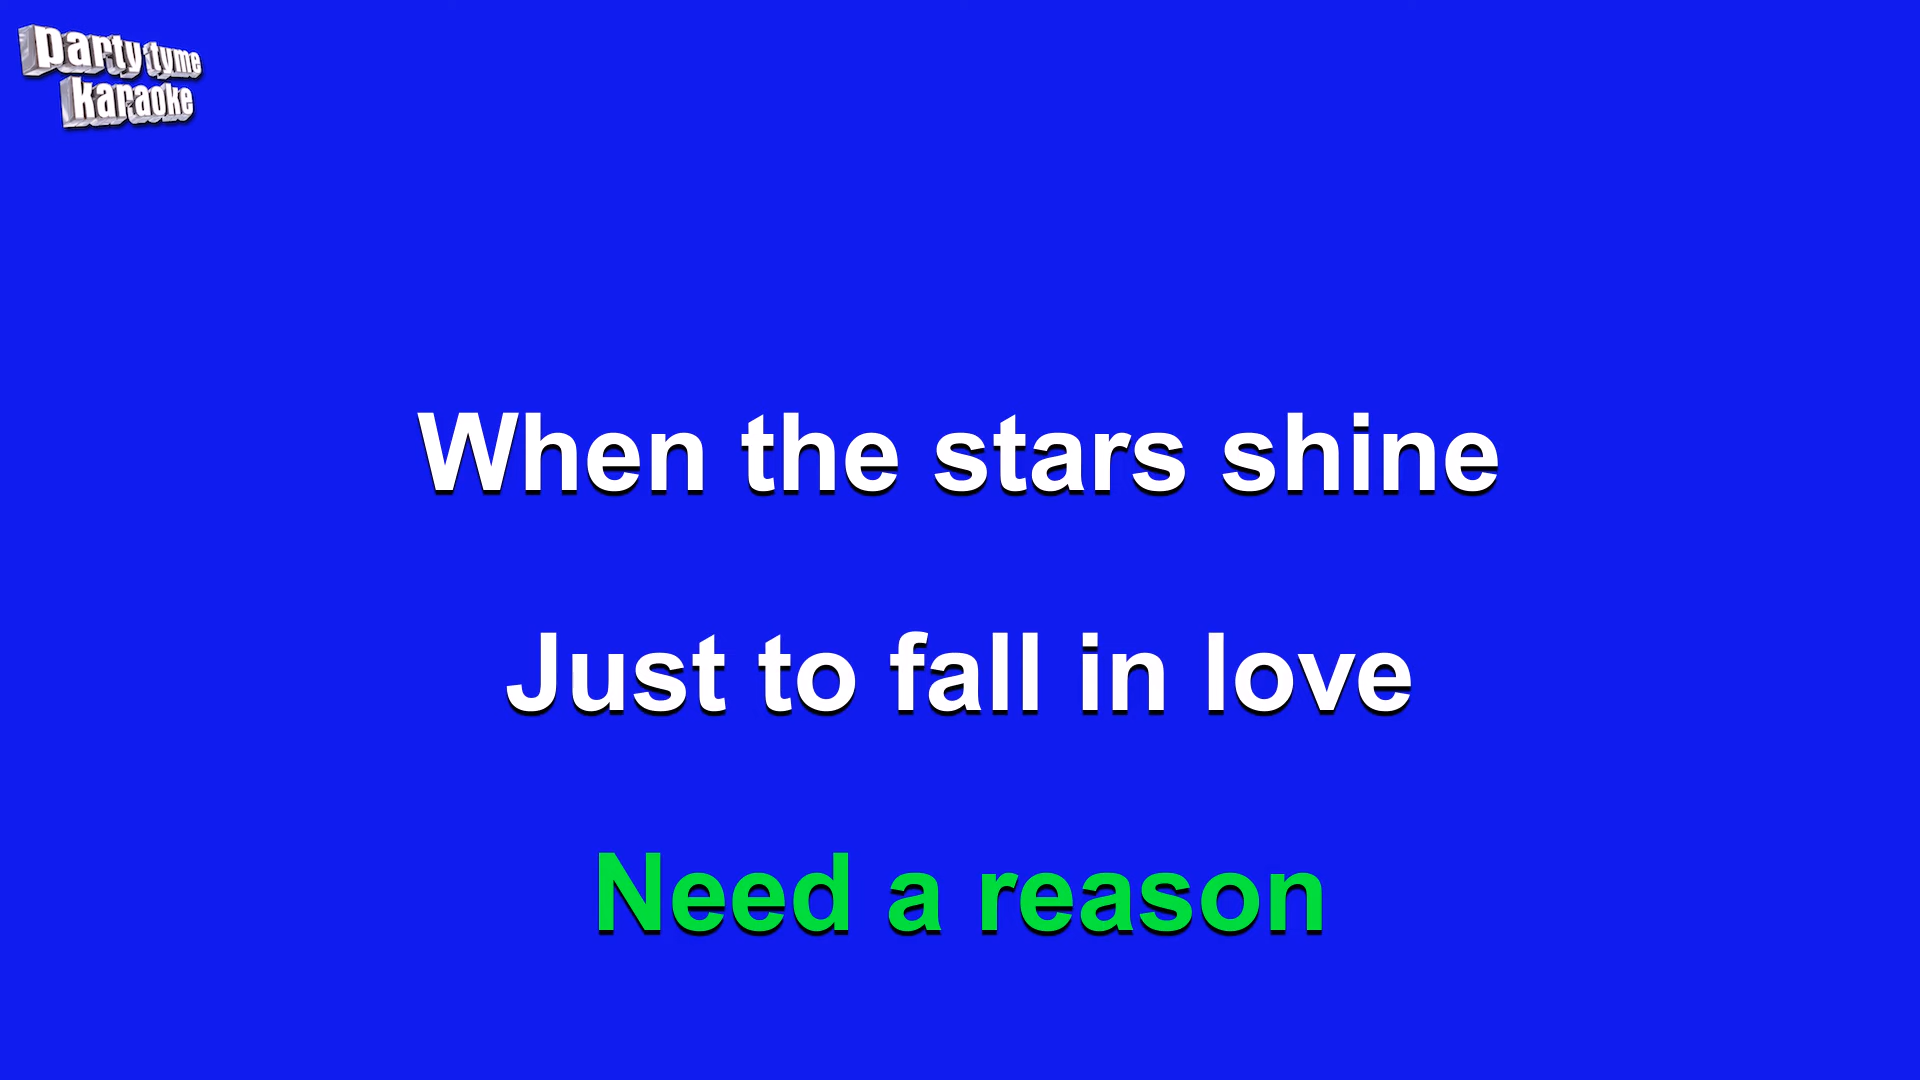 party tyme
karaoke
When the stars shine
Just to fall in love
Need a reason